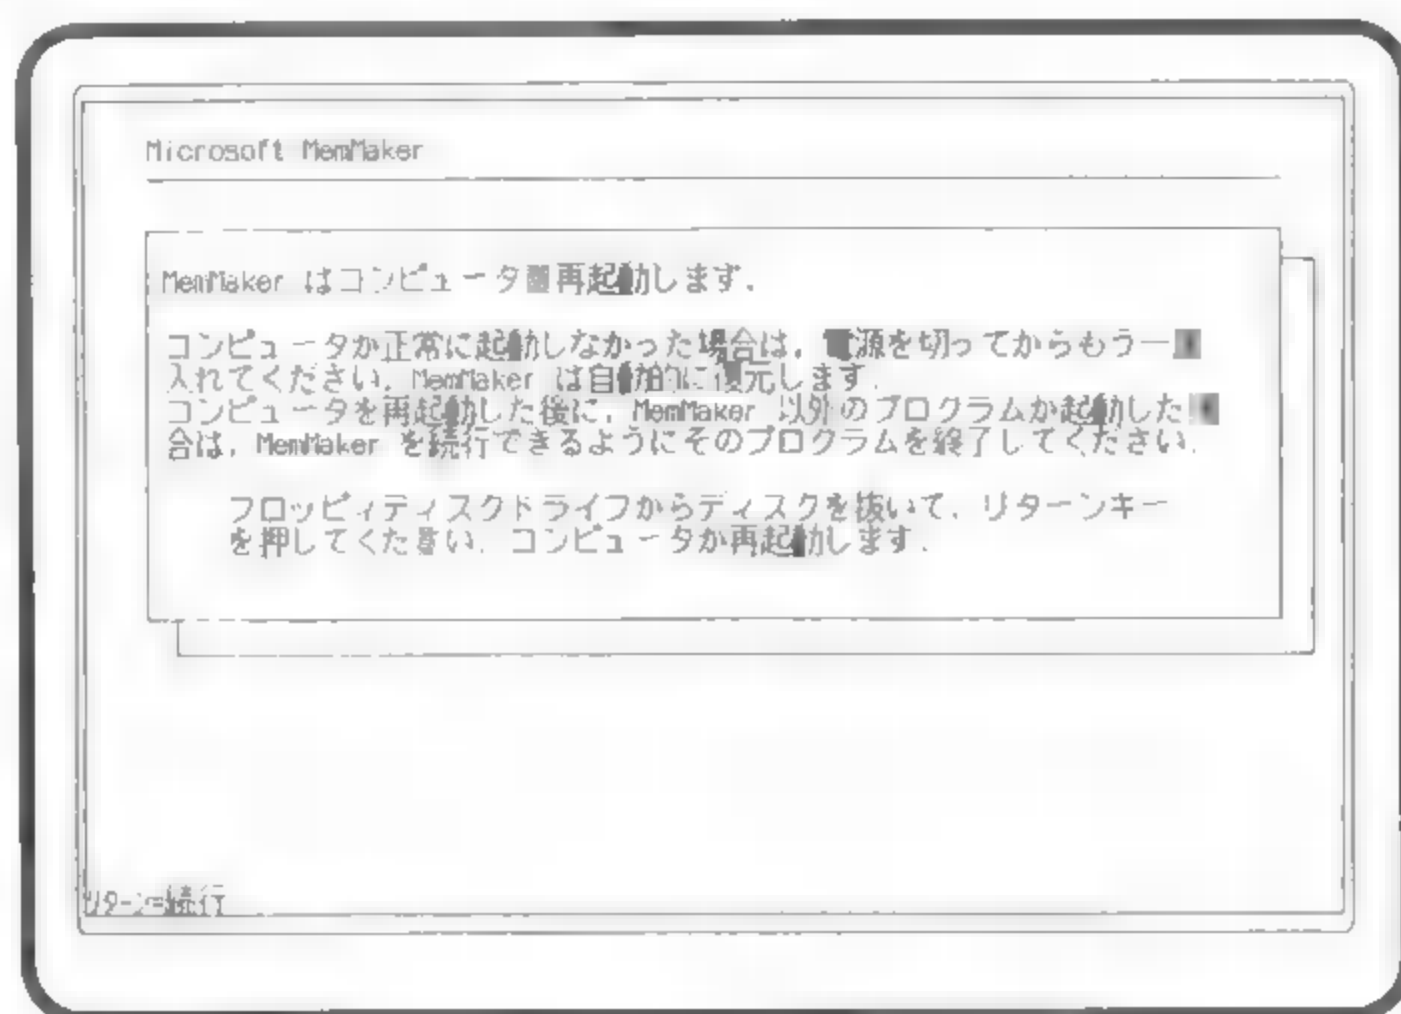 Microsoft MemMaker
MemMaker はコンピュータを再起動します.
コンピュータが正常に起動しなかった場合は, 電源を切ってからもう一度
入れてください. MemMaker は自動的に復元します.
コンピュータを再起動した後に, MemMaker 以外のプログラムが起動した場
合は, MemMaker を続行できるようにそのプログラムを終了してください.
フロッピィディスクドライブからディスクを抜いて, リターンキー
を押してください. コンピュータが再起動します.
リターン=続行